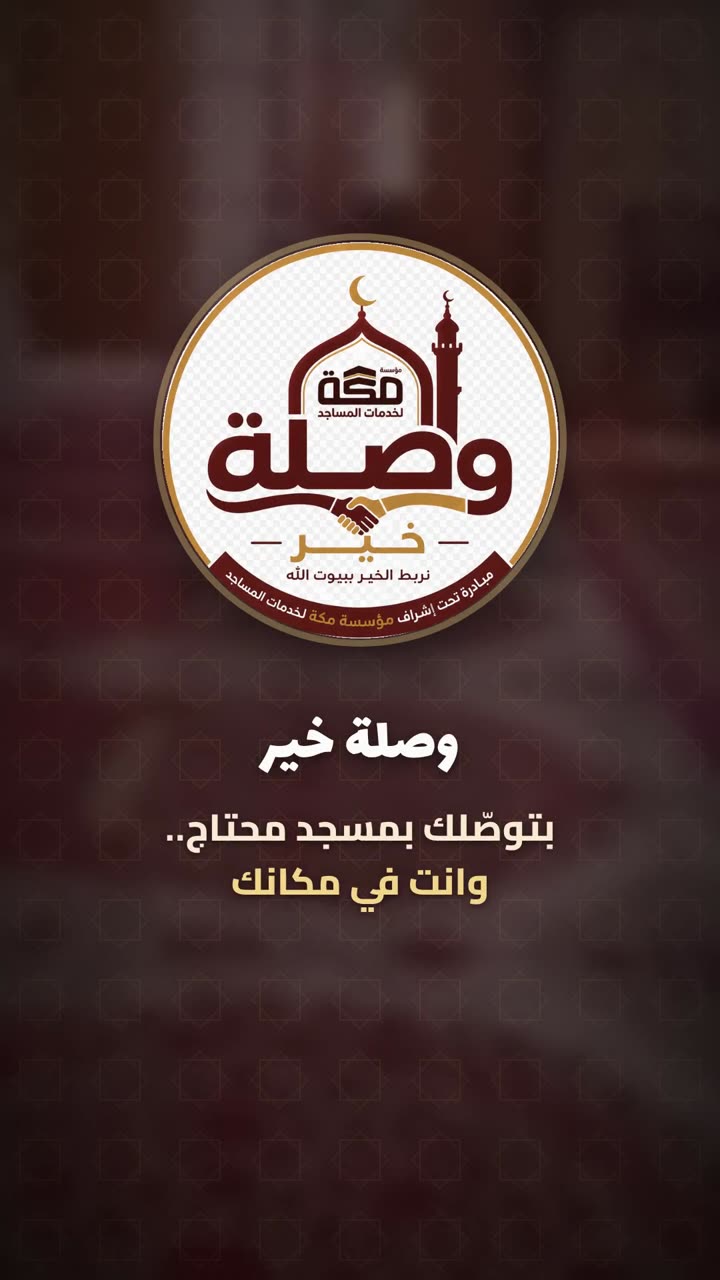 مؤسسة
مكة
لخدمات المساجد
وصلة
خير
نربط الخير ببيوت الله
مبادرة تحت إشراف مؤسسة مكة لخدمات المساجد
وصلة خير
بتوصّلك بمسجد محتاج..
وانت في مكانك